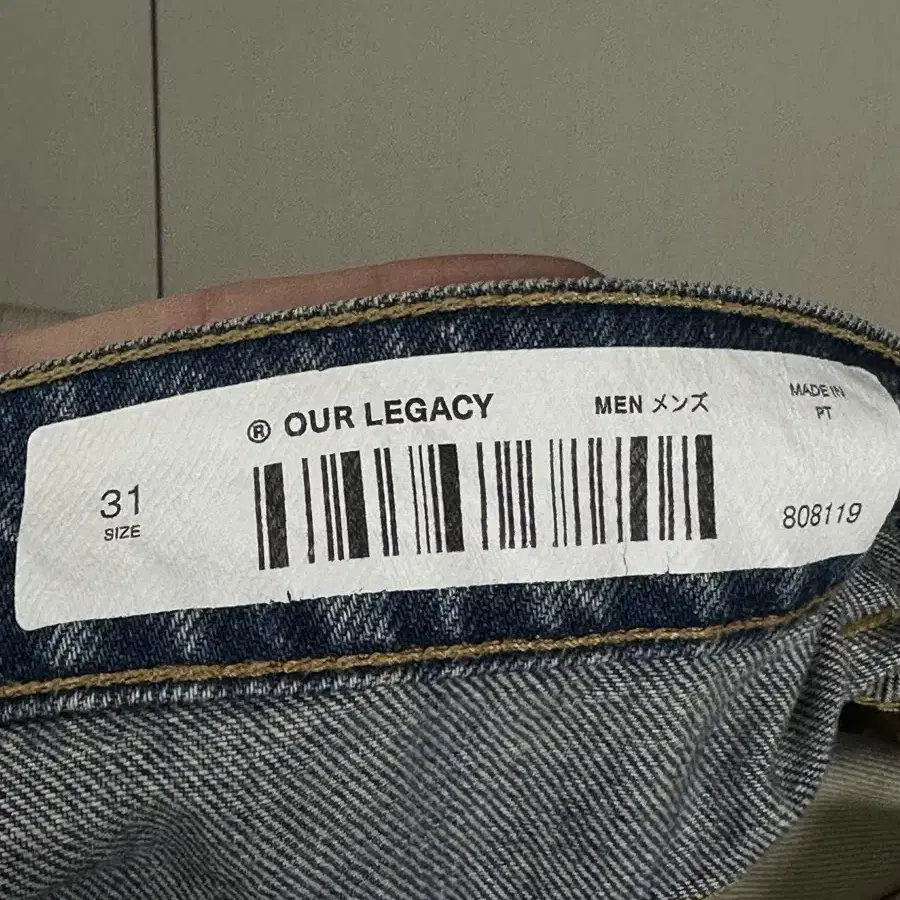 ® OUR LEGACY
MEN メンズ
MADE IN
PT
31
SIZE
808119